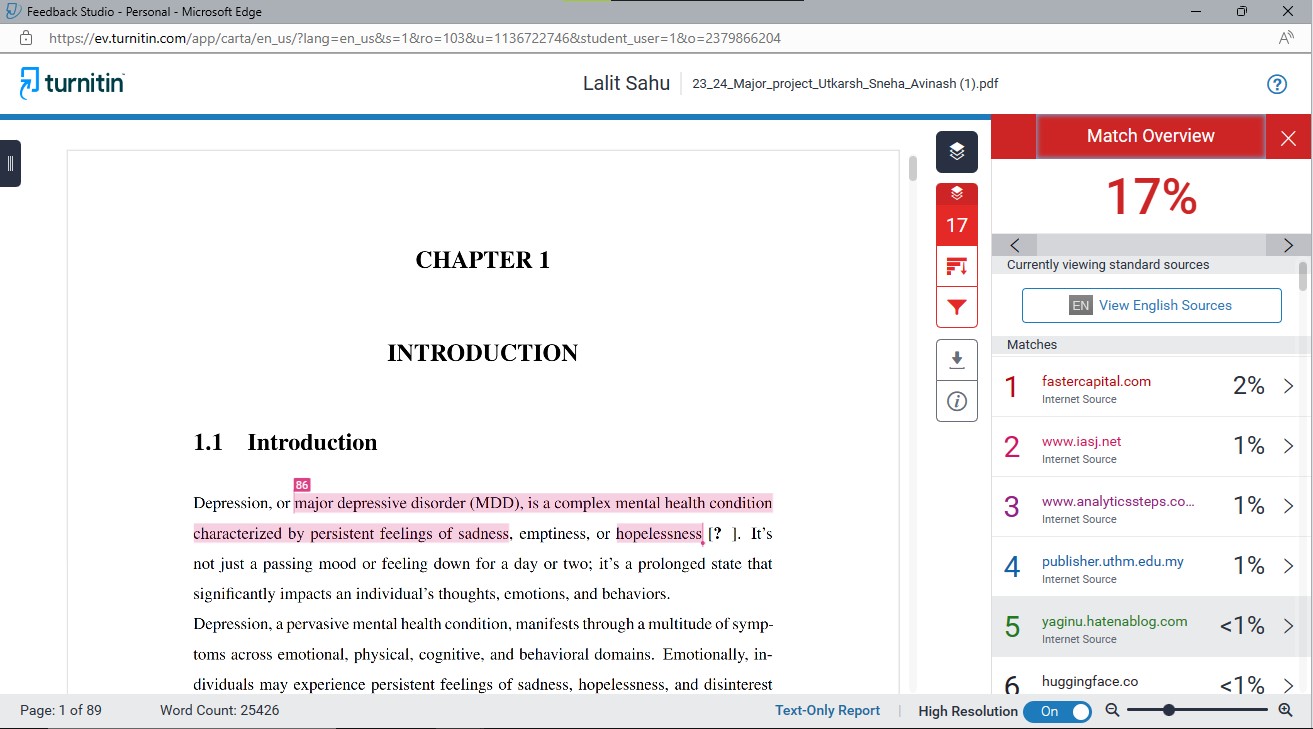 Feedback Studio - Personal - Microsoft Edge
https://ev.turnitin.com/app/carta/en_us/?lang=en_us&s=1&ro=103&u=1136722746&student_user=1&o=2379866204
turnitin
Lalit Sahu
23_24_Major_project_Utkarsh_Sneha_Avinash (1).pdf
CHAPTER 1
INTRODUCTION
1.1 Introduction
86
Depression, or major depressive disorder (MDD), is a complex mental health condition
characterized by persistent feelings of sadness, emptiness, or hopelessness [? ]. It's
not just a passing mood or feeling down for a day or two; it's a prolonged state that
significantly impacts an individual's thoughts, emotions, and behaviors.
Depression, a pervasive mental health condition, manifests through a multitude of symp-
toms across emotional, physical, cognitive, and behavioral domains. Emotionally, in-
dividuals may experience persistent feelings of sadness, hopelessness, and disinterest
17
Match Overview
17%
Currently viewing standard sources
EN View English Sources
Matches
1 fastercapital.com 2%
Internet Source
2 www.iasj.net 1%
Internet Source
3 www.analyticssteps.co... 1%
Internet Source
4 publisher.uthm.edu.my 1%
Internet Source
5 yaginu.hatenablog.com <1%
Internet Source
6 huggingface.co <1%
Page: 1 of 89 Word Count: 25426 Text-Only Report | High Resolution On